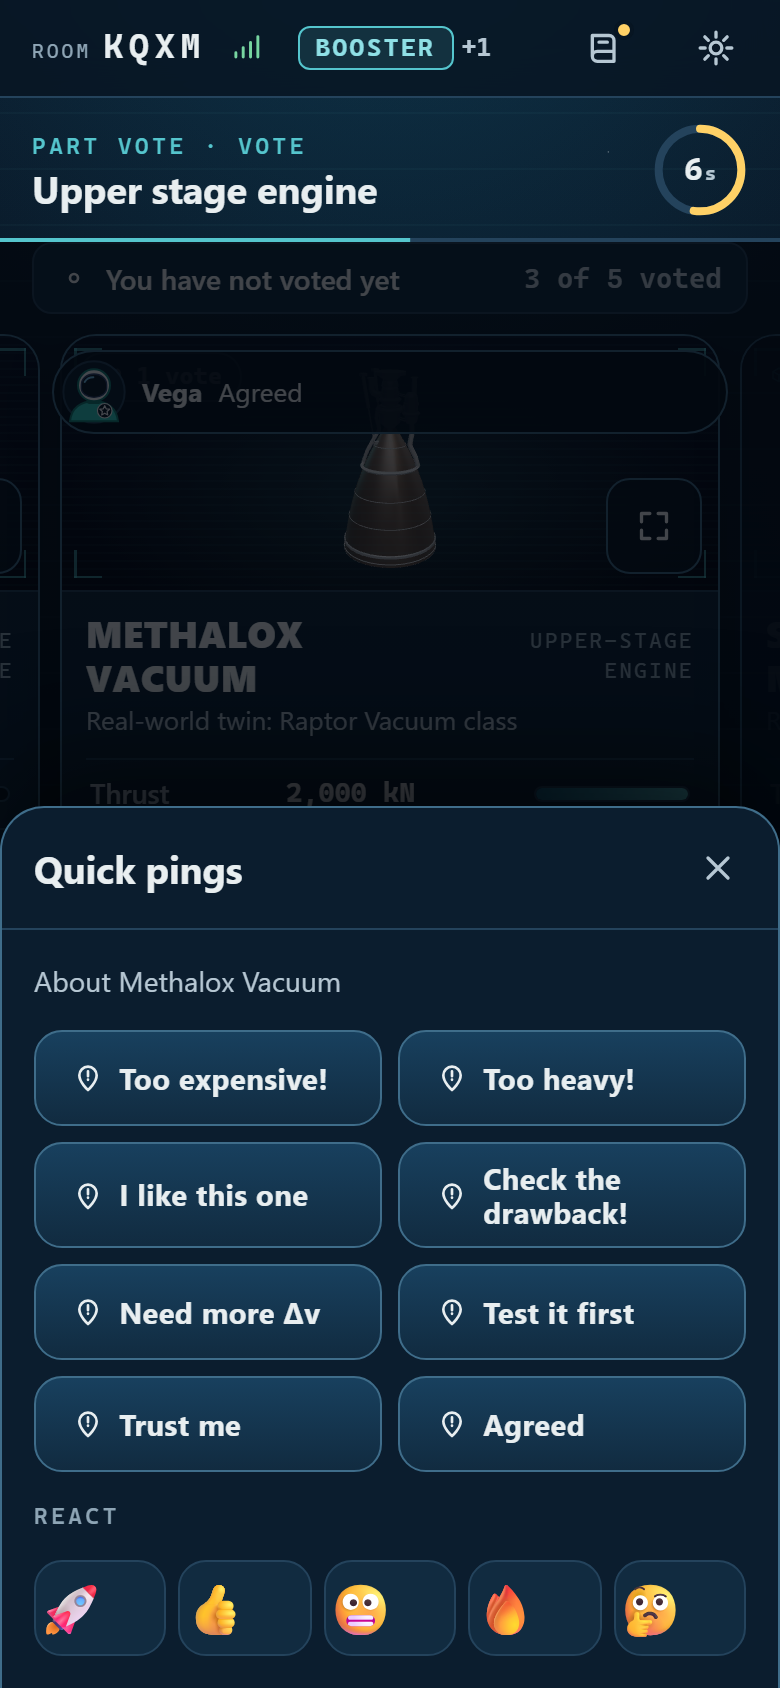 ROOM KQXM BOOSTER +1
PART VOTE · VOTE
Upper stage engine
6s
You have not voted yet 3 of 5 voted
1 vote
Vega Agreed
METHALOX
VACUUM
UPPER-STAGE
ENGINE
Real-world twin: Raptor Vacuum class
Thrust 2,000 kN
Quick pings
About Methalox Vacuum
Too expensive!
Too heavy!
I like this one
Check the
drawback!
Need more Δv
Test it first
Trust me
Agreed
REACT